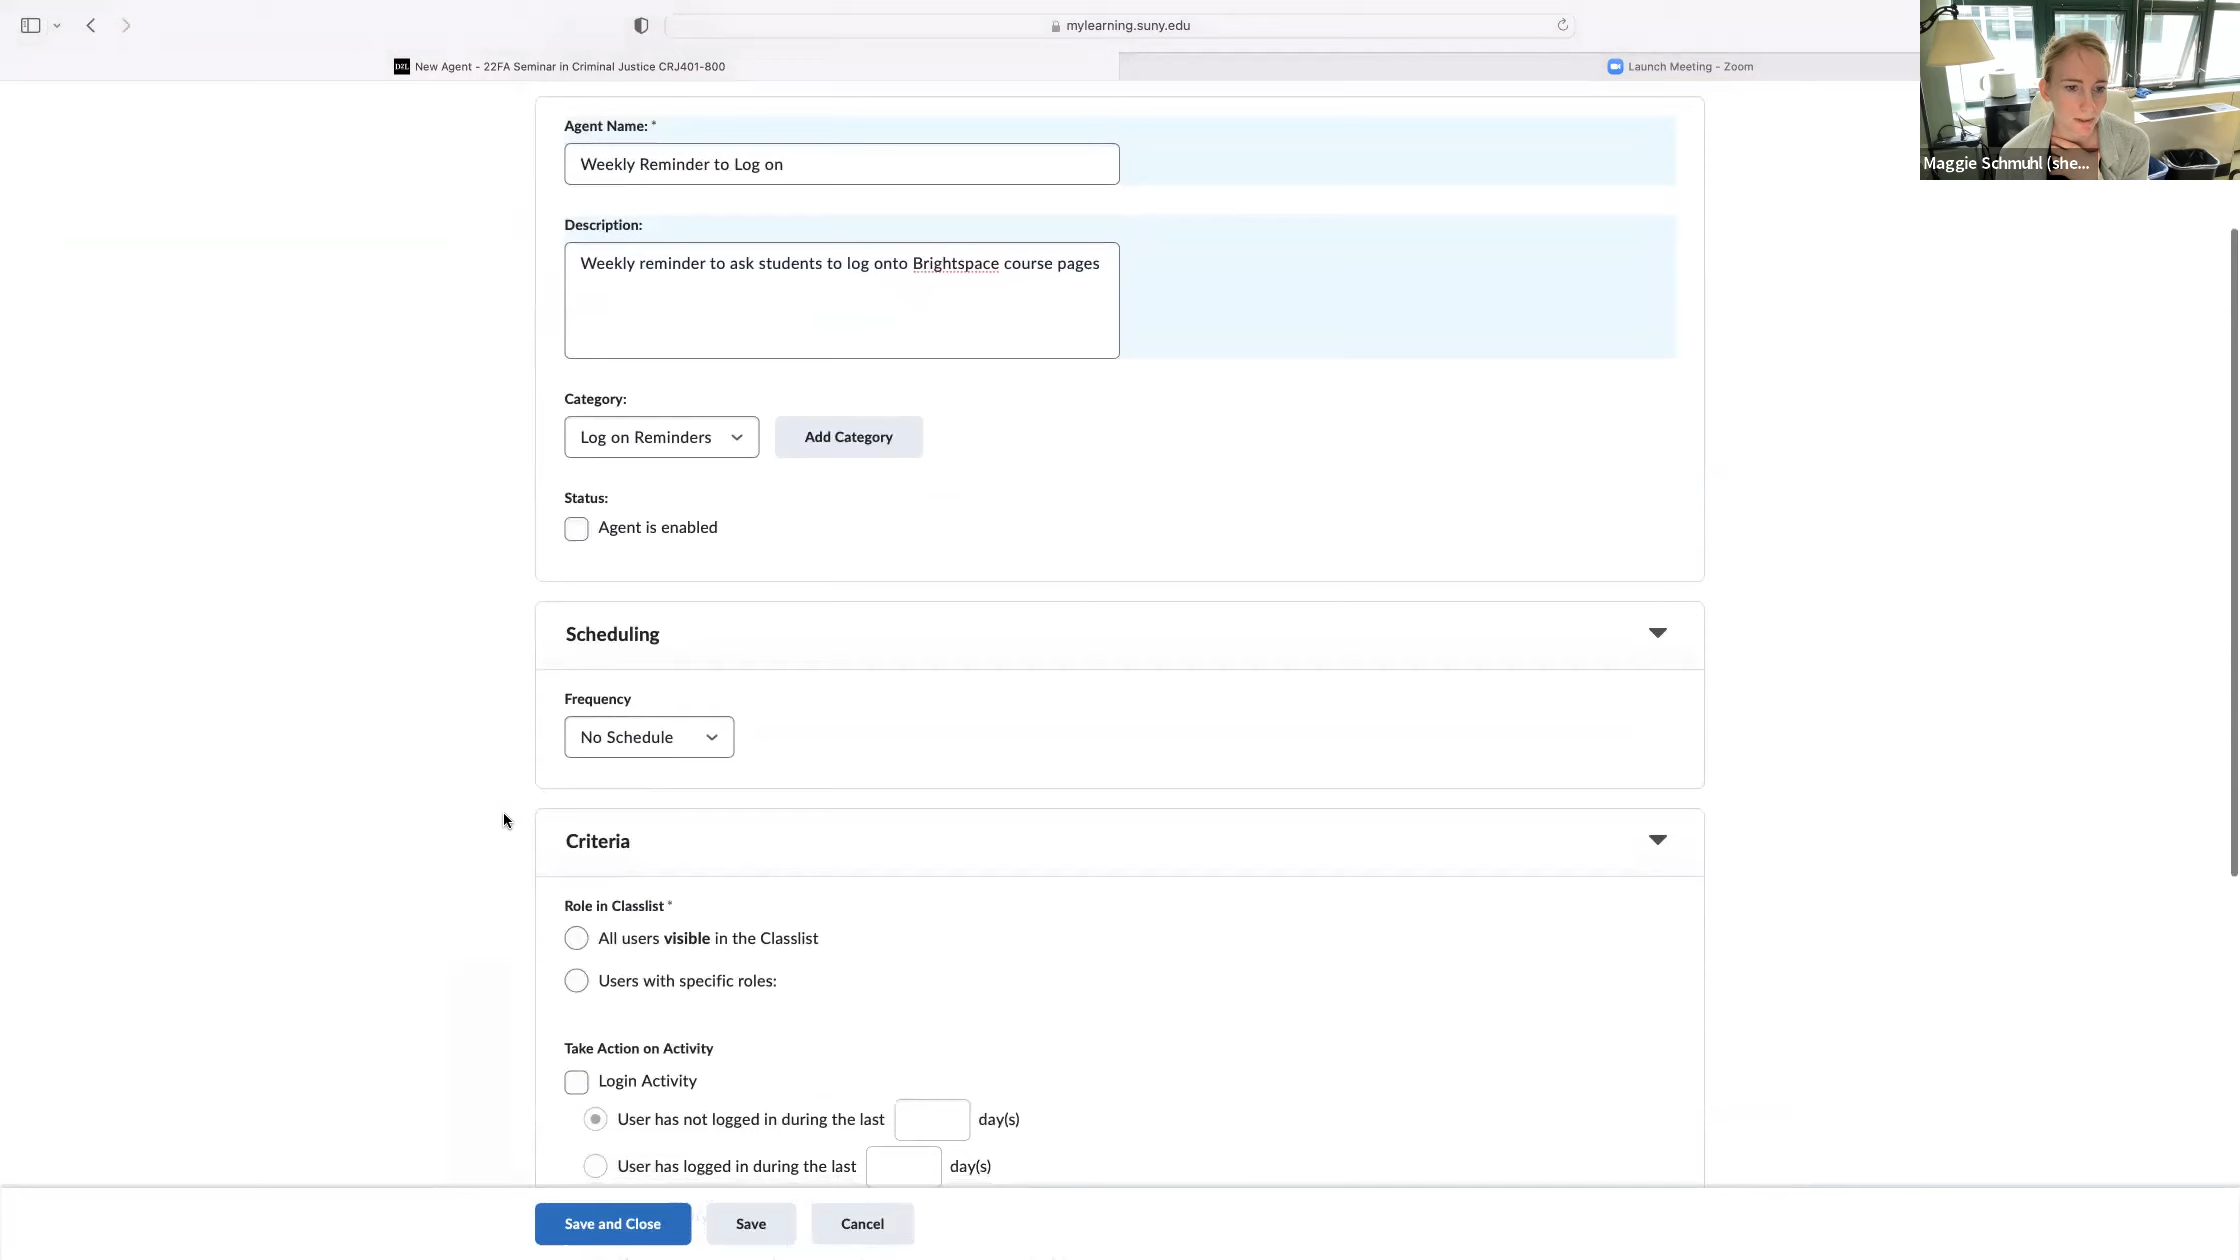 mylearning.suny.edu
D2L New Agent - 22FA Seminar in Criminal Justice CRJ401-800
Launch Meeting - Zoom
Maggie Schmuhl (she...
Agent Name: *
Weekly Reminder to Log on
Description:
Weekly reminder to ask students to log onto Brightspace course pages
Category:
Log on Reminders
Add Category
Status:
Agent is enabled
Scheduling
Frequency
No Schedule
Criteria
Role in Classlist *
All users visible in the Classlist
Users with specific roles:
Take Action on Activity
Login Activity
User has not logged in during the last day(s)
User has logged in during the last day(s)
Save and Close
Save
Cancel